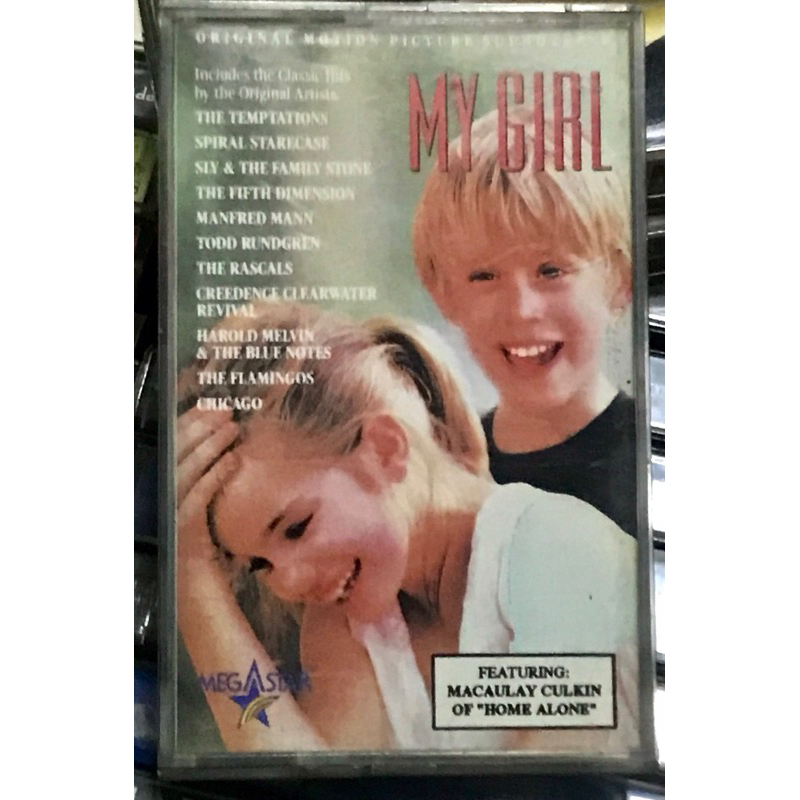 ORIGINAL MOTION PICTURE SOUNDTRACK
Includes the Classic Hits
by the Original Artists
THE TEMPTATIONS
SPIRAL STARECASE
SLY & THE FAMILY STONE
THE FIFTH DIMENSION
MANFRED MANN
TODD RUNDGREN
THE RASCALS
CREEDENCE CLEARWATER
REVIVAL
HAROLD MELVIN
& THE BLUE NOTES
THE FLAMINGOS
CHICAGO
MY GIRL
MEGASTAR
FEATURING:
MACAULAY CULKIN
OF "HOME ALONE"